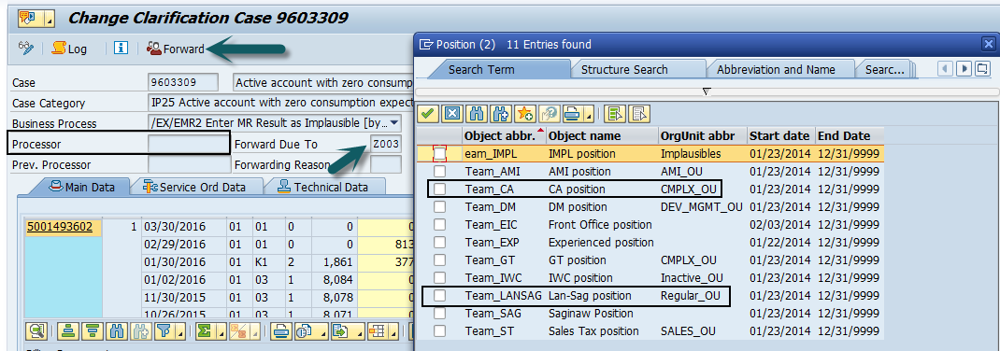 Change Clarification Case 9603309
Log Forward
Case 9603309 Active account with zero consump
Case Category IP25 Active account with zero consumption expect
Business Process /EX/EMR2 Enter MR Result as Implausible [by...
Processor Forward Due To Z003
Prev. Processor Forwarding Reason
Main Data Service Ord Data Technical Data
5001493602 1 03/30/2016 01 01 0 0 0
02/29/2016 01 01 0 0 813
01/30/2016 01 K1 2 1,861 377
01/02/2016 01 03 1 8,084 0
11/30/2015 01 03 1 8,078 0
10/26/2015 01 03 1 8,071 0
Position (2) 11 Entries found
Search Term Structure Search Abbreviation and Name Searc...
Object abbr. Object name OrgUnit abbr Start date End Date
eam_IMPL IMPL position Implausibles 01/23/2014 12/31/9999
Team_AMI AMI position AMI_OU 01/23/2014 12/31/9999
Team_CA CA position CMPLX_OU 01/23/2014 12/31/9999
Team_DM DM position DEV_MGMT_OU 01/23/2014 12/31/9999
Team_EIC Front Office position 02/03/2014 12/31/9999
Team_EXP Experienced position 01/22/2014 12/31/9999
Team_GT GT position CMPLX_OU 01/23/2014 12/31/9999
Team_IWC IWC position Inactive_OU 01/23/2014 12/31/9999
Team_LANSAG Lan-Sag position Regular_OU 01/23/2014 12/31/9999
Team_SAG Saginaw Position 01/23/2014 12/31/9999
Team_ST Sales Tax position SALES_OU 01/23/2014 12/31/9999